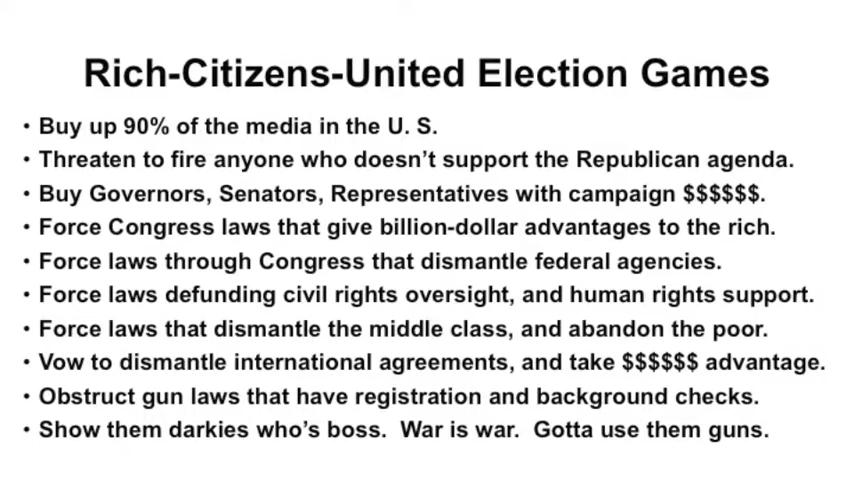 Rich-Citizens-United Election Games
• Buy up 90% of the media in the U. S.
• Threaten to fire anyone who doesn’t support the Republican agenda.
• Buy Governors, Senators, Representatives with campaign $$$$$$.
• Force Congress laws that give billion-dollar advantages to the rich.
• Force laws through Congress that dismantle federal agencies.
• Force laws defunding civil rights oversight, and human rights support.
• Force laws that dismantle the middle class, and abandon the poor.
• Vow to dismantle international agreements, and take $$$$$$ advantage.
• Obstruct gun laws that have registration and background checks.
• Show them darkies who’s boss.  War is war.  Gotta use them guns.